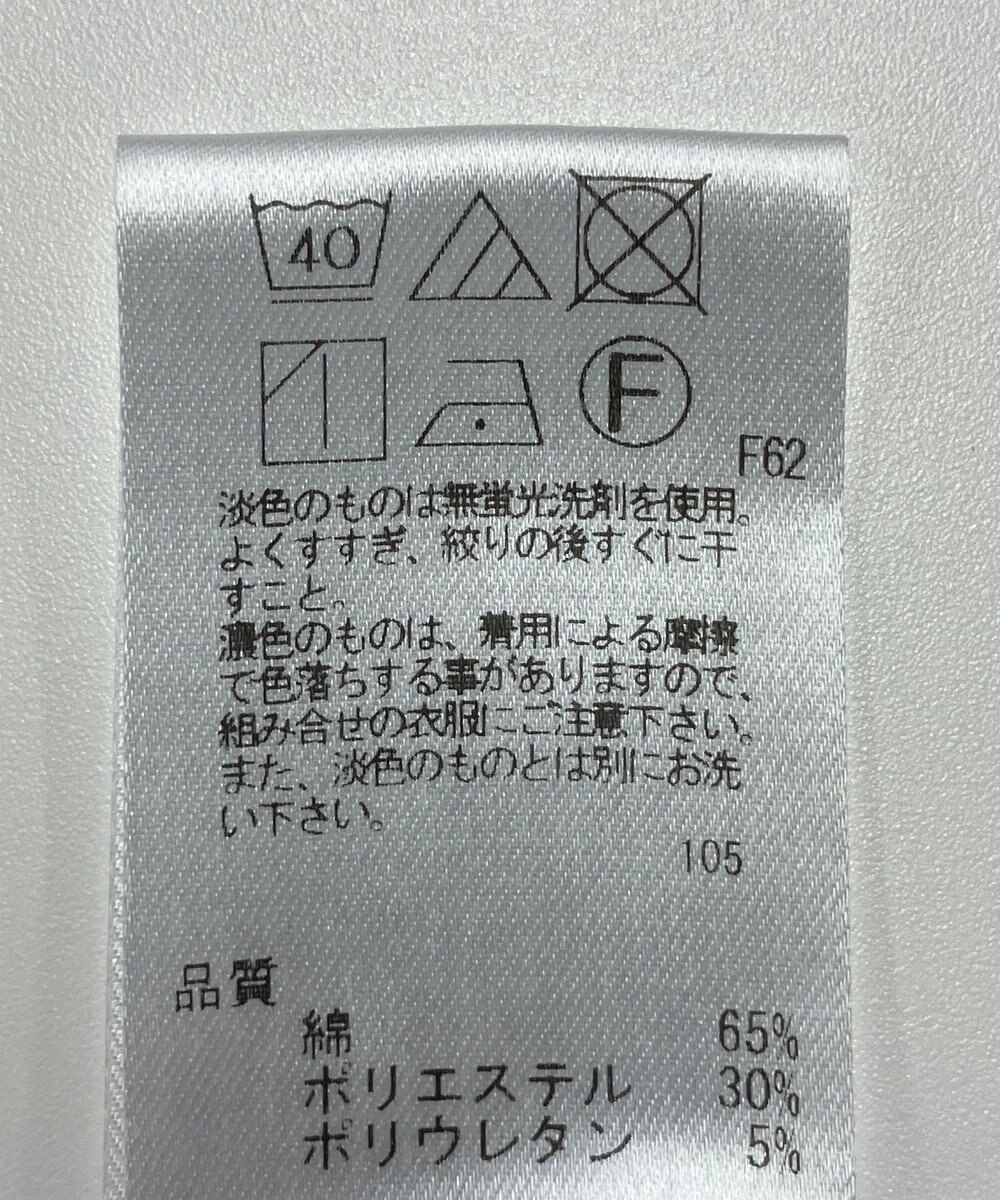 40
F
F62
淡色のものは無蛍光洗剤を使用。
よくすすぎ、絞りの後すぐに干
すこと。
濃色のものは、着用による摩擦
で色落ちする事がありますので、
組み合せの衣服にご注意下さい。
また、淡色のものとは別にお洗
い下さい。
105
品質
綿 65%
ポリエステル 30%
ポリウレタン 5%